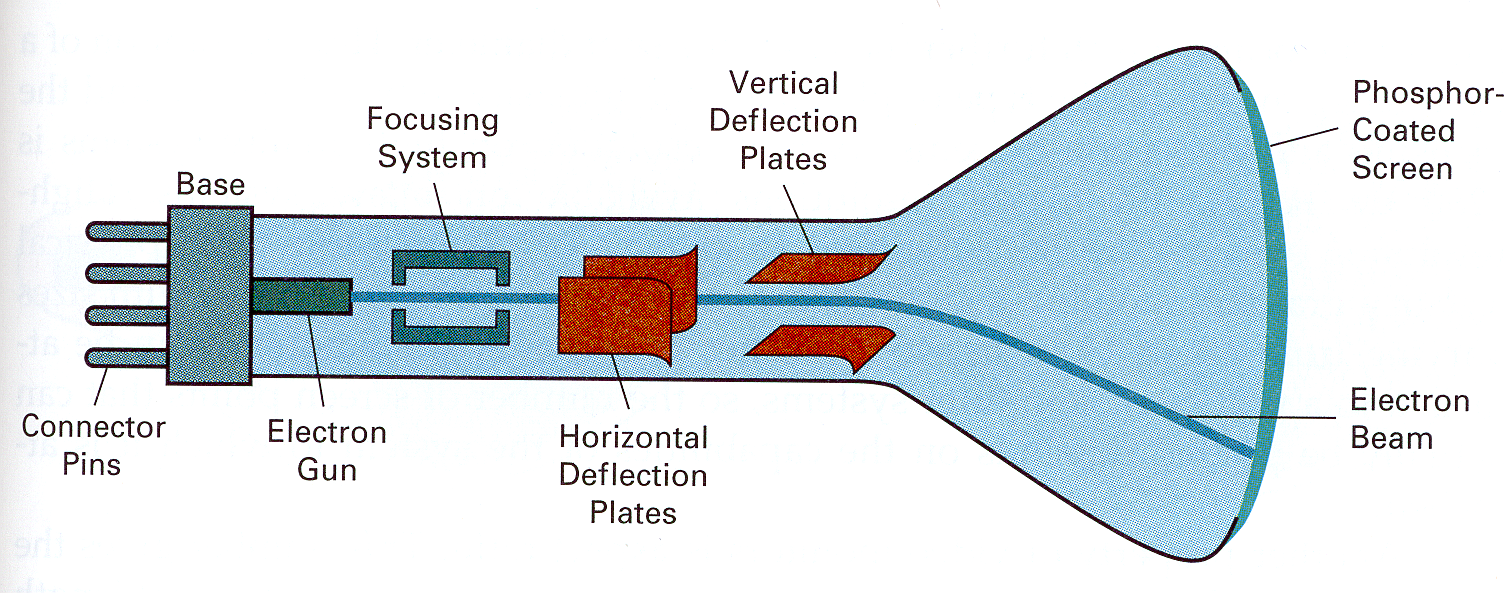 Vertical
Deflection
Plates
Phosphor-
Coated
Screen
Focusing
System
Base
Electron
Beam
Connector
Pins
Electron
Gun
Horizontal
Deflection
Plates